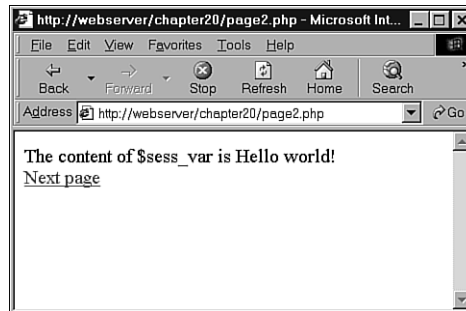 http://webserver/chapter20/page2.php - Microsoft Int...
File Edit View Favorites Tools Help
Back Forward Stop Refresh Home Search
Address http://webserver/chapter20/page2.php Go
The content of $sess_var is Hello world!
Next page